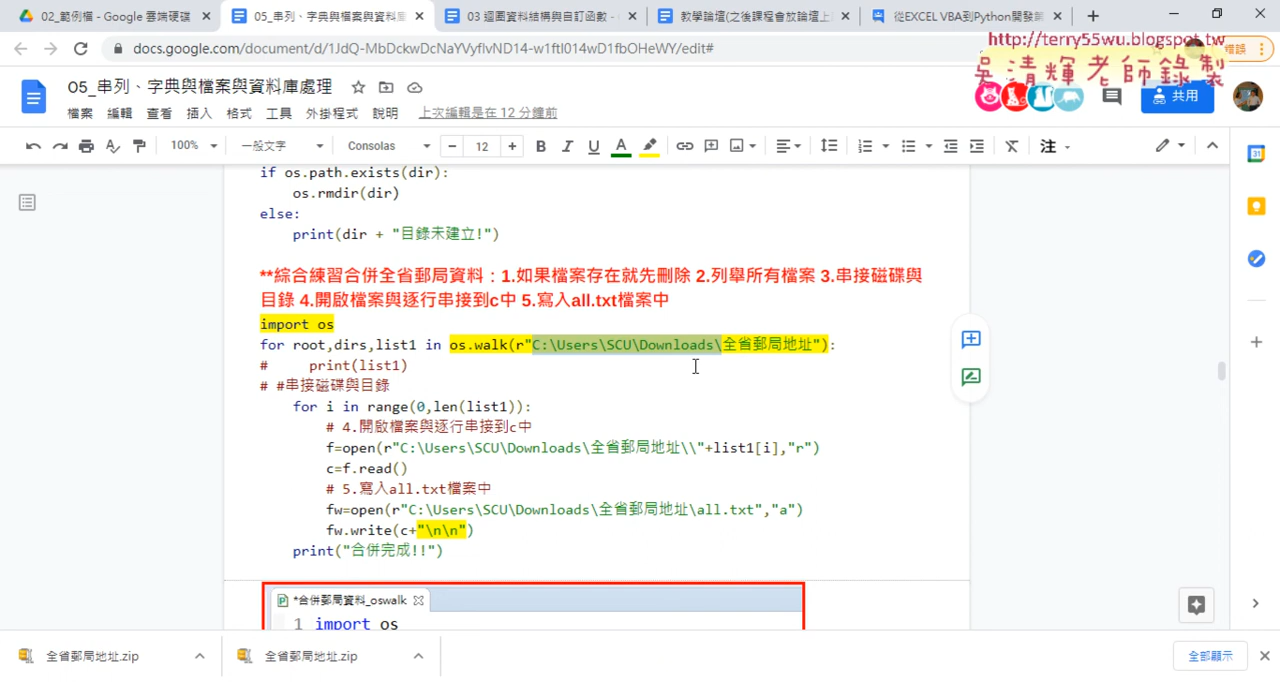 02_範例檔 - Google 雲端硬碟
05_串列、字典與檔案與資料庫
03 迴圈資料結構與自訂函數 -
教學論壇(之後課程會放論壇上
從EXCEL VBA到Python開發
docs.google.com/document/d/1JdQ-MbDckwDcNaYVyfIvND14-w1ftI014wD1fbOHeWY/edit#
http://terry55wu.blogspot.tw
吳清輝老師錄製
錯誤
05_串列、字典與檔案與資料庫處理
檔案 編輯 查看 插入 格式 工具 外掛程式 說明 上次編輯是在 12 分鐘前
共用
100% 一般文字 Consolas 12 B I U A 注
if os.path.exists(dir):
os.rmdir(dir)
else:
print(dir + "目錄未建立!")
**綜合練習合併全省郵局資料：1.如果檔案存在就先刪除 2.列舉所有檔案 3.串接磁碟與
目錄 4.開啟檔案與逐行串接到c中 5.寫入all.txt檔案中
import os
for root,dirs,list1 in os.walk(r"C:\Users\SCU\Downloads\全省郵局地址"):
# print(list1)
# #串接磁碟與目錄
for i in range(0,len(list1)):
# 4.開啟檔案與逐行串接到c中
f=open(r"C:\Users\SCU\Downloads\全省郵局地址\\"+list1[i],"r")
c=f.read()
# 5.寫入all.txt檔案中
fw=open(r"C:\Users\SCU\Downloads\全省郵局地址\all.txt","a")
fw.write(c+"\n\n")
print("合併完成!!")
*合併郵局資料_oswalk
1 import os
全省郵局地址.zip
全省郵局地址.zip
全部顯示